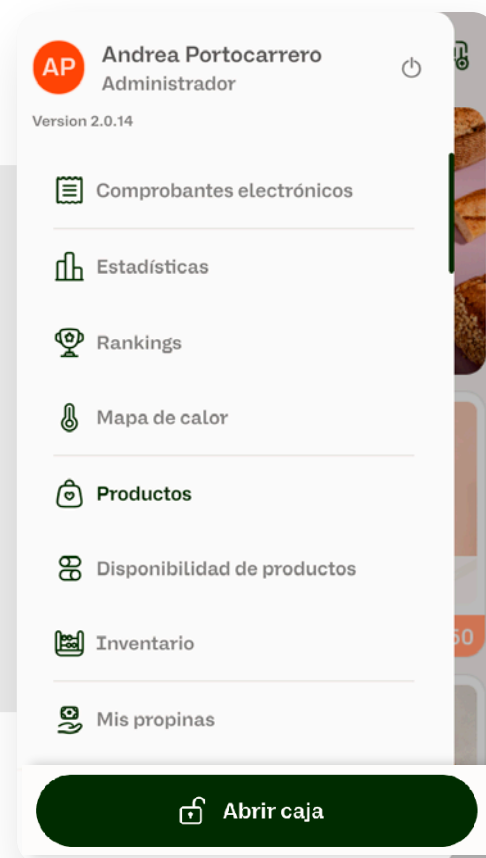 AP
Andrea Portocarrero
Administrador
Version 2.0.14
Comprobantes electrónicos
Estadísticas
Rankings
Mapa de calor
Productos
Disponibilidad de productos
Inventario
Mis propinas
Abrir caja